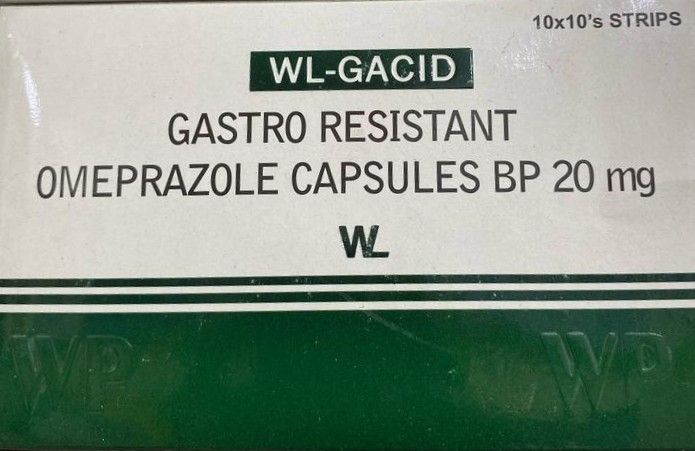 10x10's STRIPS
WL-GACID
GASTRO RESISTANT
OMEPRAZOLE CAPSULES BP 20 mg
WL
WP WP